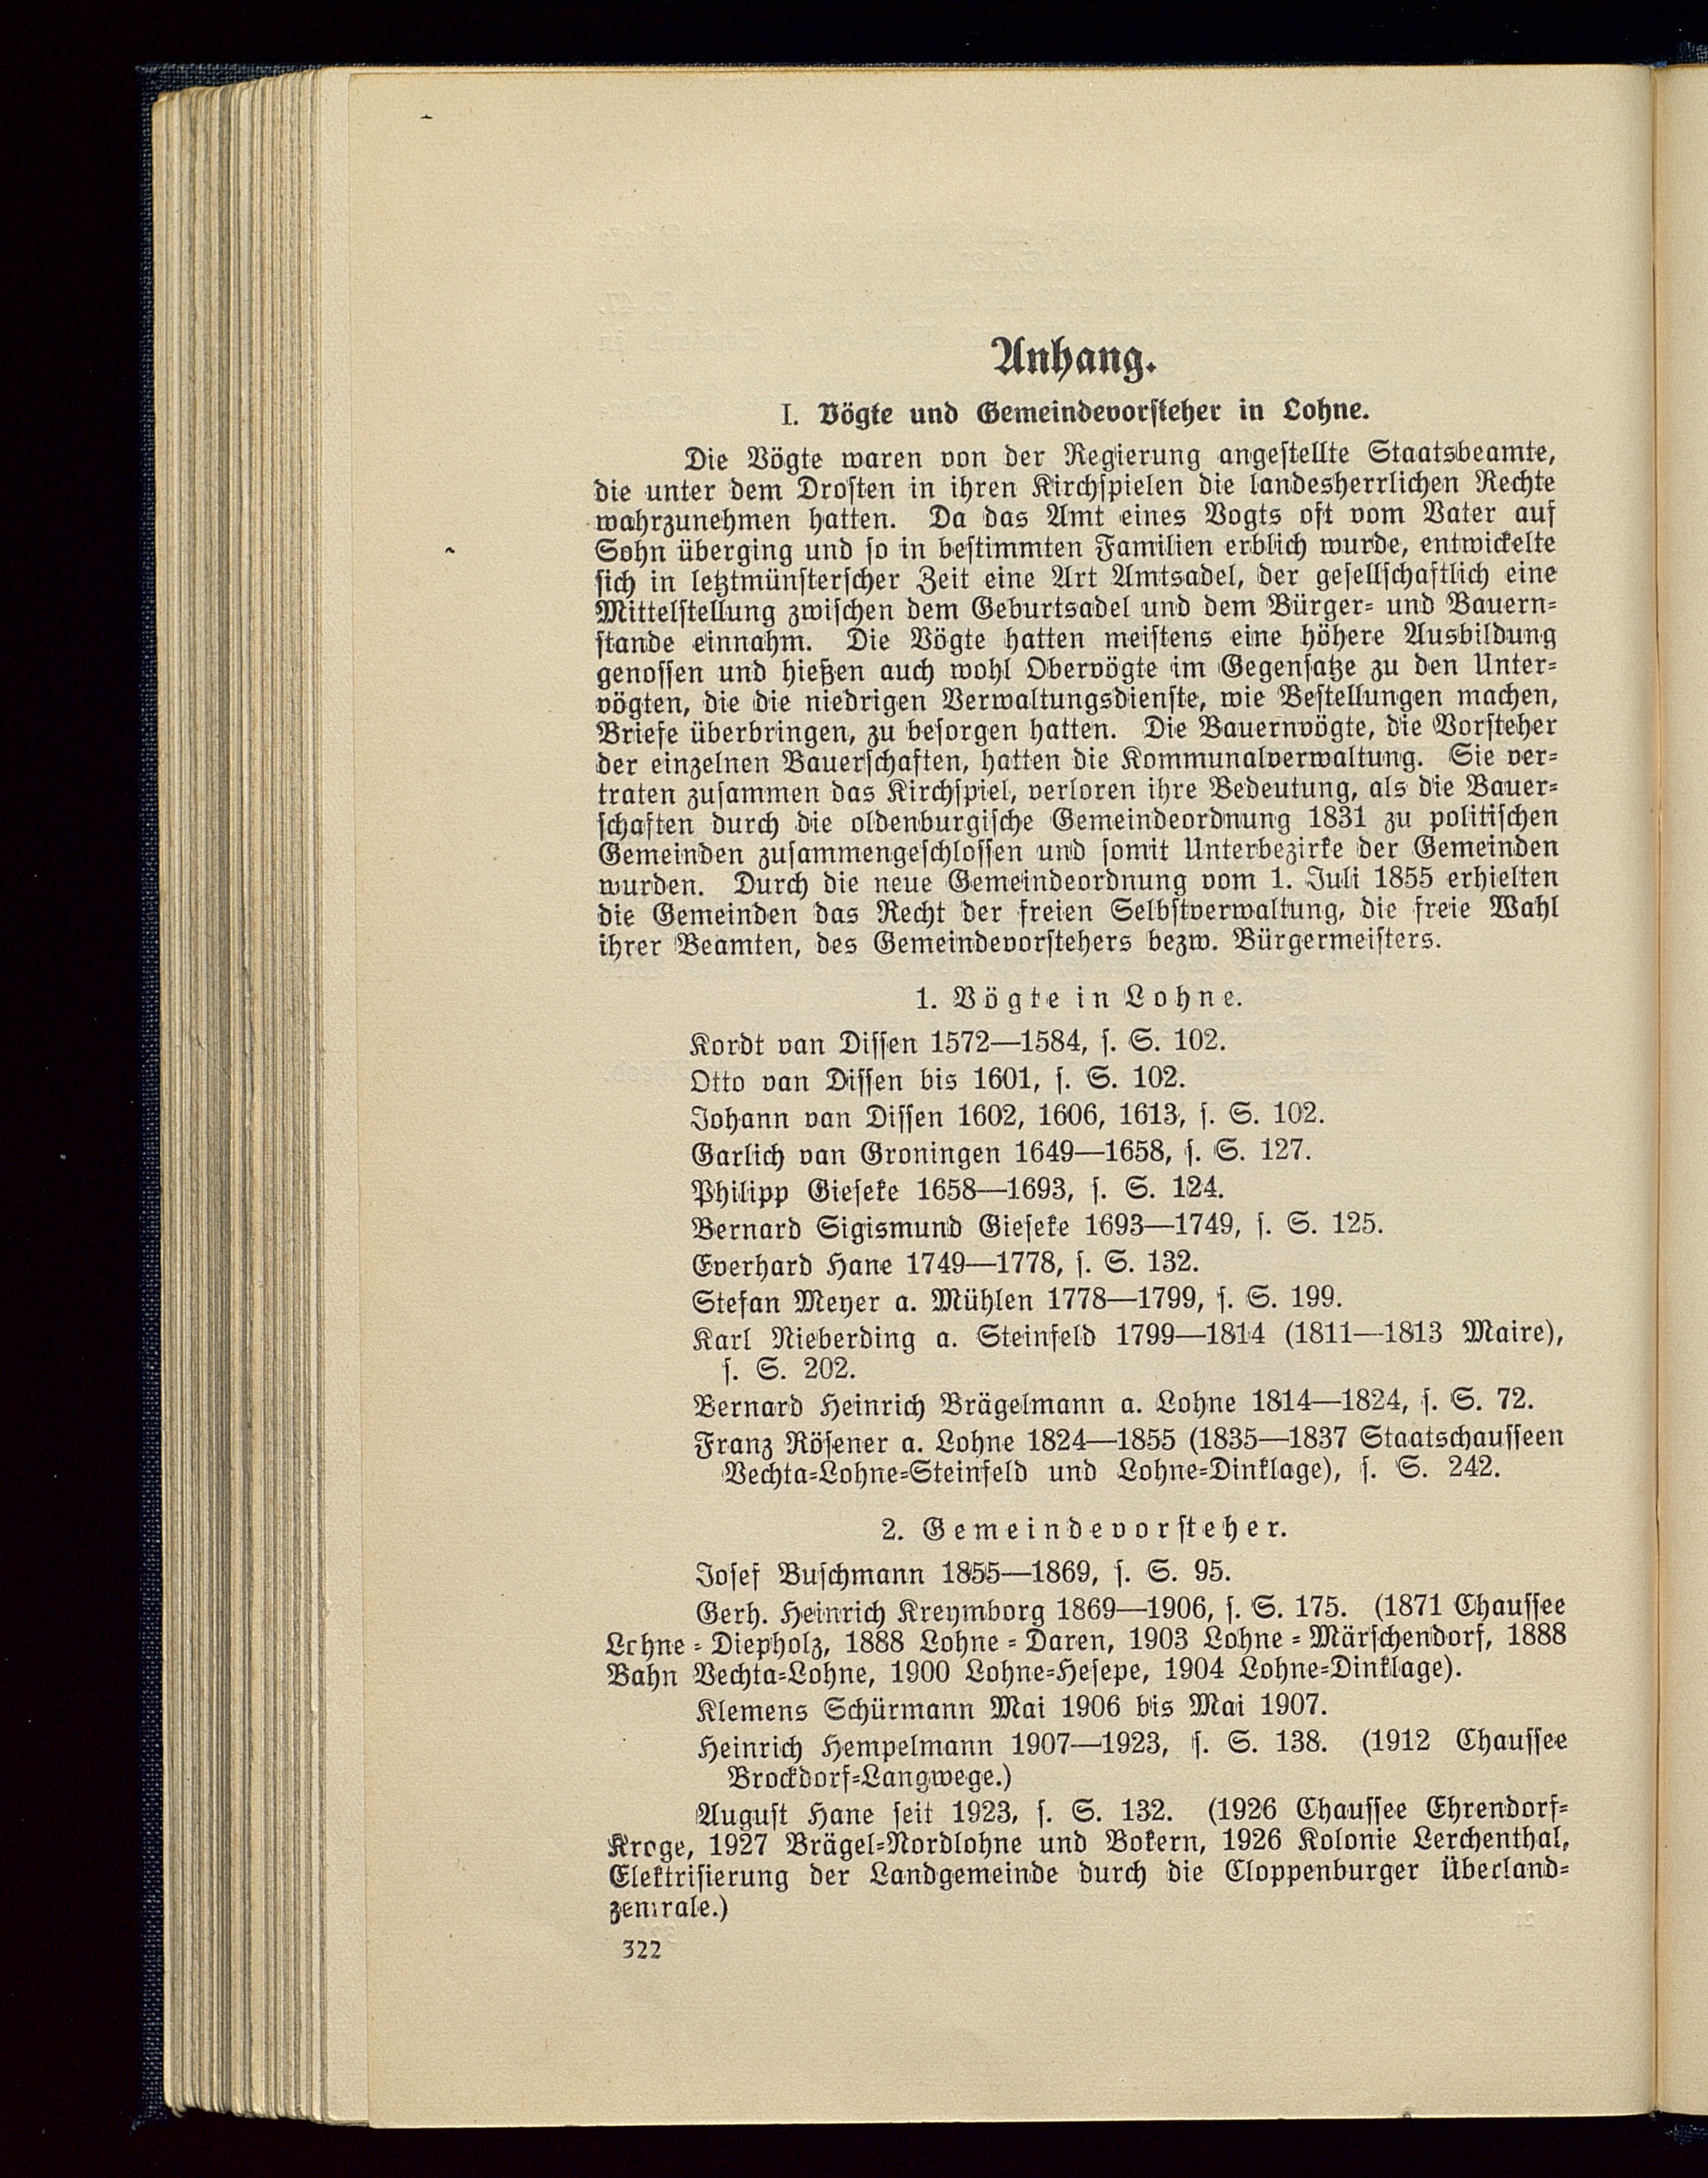 Anhang.
I. Vögte und Gemeindevorsteher in Lohne.
Die Vögte waren von der Regierung angestellte Staatsbeamte,
die unter dem Drosten in ihren Kirchspielen die landesherrlichen Rechte
wahrzunehmen hatten. Da das Amt eines Vogts oft vom Vater auf
Sohn überging und so in bestimmten Familien erblich wurde, entwickelte
sich in letztmünsterscher Zeit eine Art Amtsadel, der gesellschaftlich eine
Mittelstellung zwischen dem Geburtsadel und dem Bürger- und Bauern-
stande einnahm. Die Vögte hatten meistens eine höhere Ausbildung
genossen und hießen auch wohl Obervögte im Gegensatze zu den Unter-
vögten, die die niedrigen Verwaltungsdienste, wie Bestellungen machen,
Briefe überbringen, zu besorgen hatten. Die Bauernvögte, die Vorsteher
der einzelnen Bauerschaften, hatten die Kommunalverwaltung. Sie ver-
traten zusammen das Kirchspiel, verloren ihre Bedeutung, als die Bauer-
schaften durch die oldenburgische Gemeindeordnung 1831 zu politischen
Gemeinden zusammengeschlossen und somit Unterbezirke der Gemeinden
wurden. Durch die neue Gemeindeordnung vom 1. Juli 1855 erhielten
die Gemeinden das Recht der freien Selbstverwaltung, die freie Wahl
ihrer Beamten, des Gemeindevorstehers bezw. Bürgermeisters.
1. Vögte in Lohne.
Kordt van Dissen 1572—1584, s. S. 102.
Otto van Dissen bis 1601, s. S. 102.
Johann van Dissen 1602, 1606, 1613, s. S. 102.
Garlich van Groningen 1649—1658, s. S. 127.
Philipp Gieseke 1658—1693, s. S. 124.
Bernard Sigismund Gieseke 1693—1749, s. S. 125.
Everhard Hane 1749—1778, s. S. 132.
Stefan Meyer a. Mühlen 1778—1799, s. S. 199.
Karl Nieberding a. Steinfeld 1799—1814 (1811—1813 Maire),
s. S. 202.
Bernard Heinrich Brägelmann a. Lohne 1814—1824, s. S. 72.
Franz Rösener a. Lohne 1824—1855 (1835—1837 Staatschausseen
Vechta-Lohne-Steinfeld und Lohne-Dinklage), s. S. 242.
2. Gemeindevorsteher.
Josef Buschmann 1855—1869, s. S. 95.
Gerh. Heinrich Kreymborg 1869—1906, s. S. 175. (1871 Chaussee
Lohne-Diepholz, 1888 Lohne-Daren, 1903 Lohne-Märschendorf, 1888
Bahn Vechta-Lohne, 1900 Lohne-Hesepe, 1904 Lohne-Dinklage).
Klemens Schürmann Mai 1906 bis Mai 1907.
Heinrich Hempelmann 1907—1923, s. S. 138. (1912 Chaussee
Brockdorf-Langwege.)
August Hane seit 1923, s. S. 132. (1926 Chaussee Ehrendorf-
Kroge, 1927 Brägel-Nordlohne und Bokern, 1926 Kolonie Lerchenthal,
Elektrisierung der Landgemeinde durch die Cloppenburger Überland-
zentrale.)
322